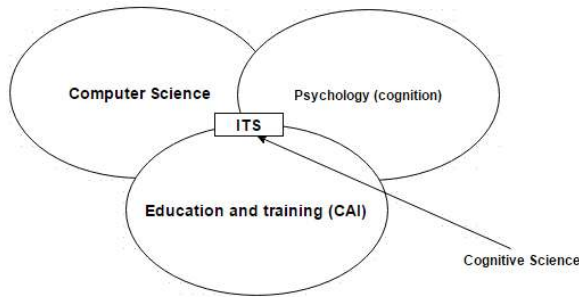 Computer Science
Psychology (cognition)
ITS
Education and training (CAI)
Cognitive Science